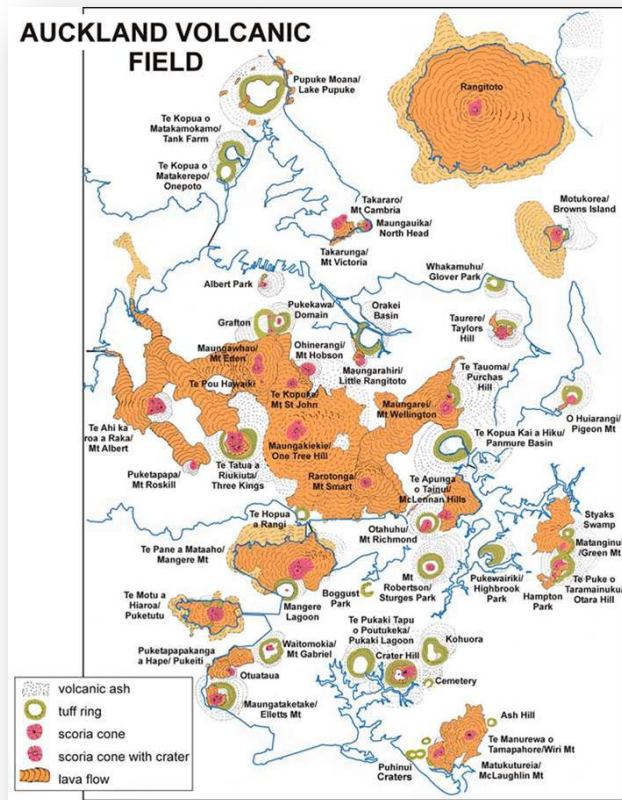 AUCKLAND VOLCANIC
FIELD
Pupuke Moana/
Lake Pupuke
Rangitoto
Te Kopua o
Matakamokamo/
Tank Farm
Te Kopua o
Matakerepo/
Onepoto
Takararo/
Mt Cambria
Maungauika/
North Head
Takarunga/
Mt Victoria
Motukorea/
Browns Island
Albert Park
Whakamuhu/
Glover Park
Pukekawa/
Domain
Orakei
Basin
Grafton
Taurere/
Taylors
Hill
Maungawhau/
Mt Eden
Ohinerangi/
Mt Hobson
Maungarahiri/
Little Rangitoto
Te Pou Hawaiki
Te Kopuke/
Mt St John
Te Tauoma/
Purchas
Hill
Maungarei/
Mt Wellington
O Huiarangi/
Pigeon Mt
Te Ahi ka
roa a Raka/
Mt Albert
Te Tatua a
Riukiuta/
Three Kings
Maungakiekie/
One Tree Hill
Te Kopua Kai a Hiku/
Panmure Basin
Puketapapa/
Mt Roskill
Rarotonga/
Mt Smart
Te Apunga
o Tainui/
McLennan Hills
Te Hopua
a Rangi
Otahuhu/
Mt Richmond
Styaks
Swamp
Matanginui
/Green Mt
Te Pane a Mataaho/
Mangere Mt
Mt
Robertson/
Sturges Park
Pukewairiki/
Highbrook
Park
Te Puke o
Taramainuku/
Otara Hill
Hampton
Park
Te Motu a
Hiaroa/
Puketutu
Mangere
Lagoon
Boggust
Park
Te Pukaki Tapu
o Poutukeka/
Pukaki Lagoon
Kohuora
Puketapapakanga
a Hape/ Pukeiti
Waitomokia/
Mt Gabriel
Crater Hill
Otuataua
Cemetery
Maungataketake/
Elletts Mt
Ash Hill
Te Manurewa o
Tamapahore/Wiri Mt
Puhinui
Craters
Matukutureia/
McLaughlin Mt
volcanic ash
tuff ring
scoria cone
scoria cone with crater
lava flow